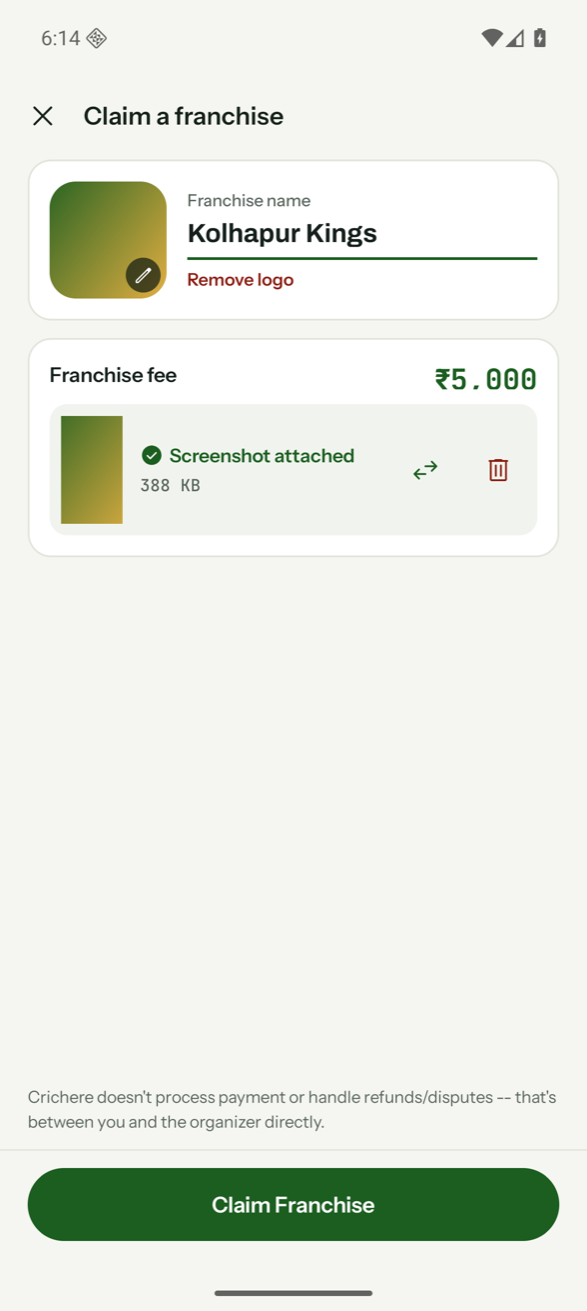 6:14
Claim a franchise
Franchise name
Kolhapur Kings
Remove logo
Franchise fee
₹5,000
Screenshot attached
388 KB
Crichere doesn't process payment or handle refunds/disputes -- that's
between you and the organizer directly.
Claim Franchise